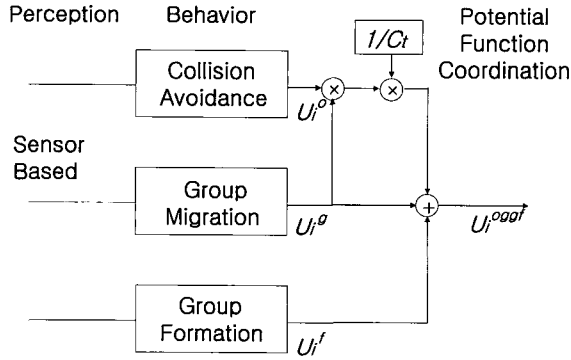 Perception
Behavior
Potential
Function
Coordination
1/Ct
Collision
Avoidance
Ui^o
×
×
Sensor
Based
Group
Migration
Ui^g
+
Ui^oggf
Group
Formation
Ui^f